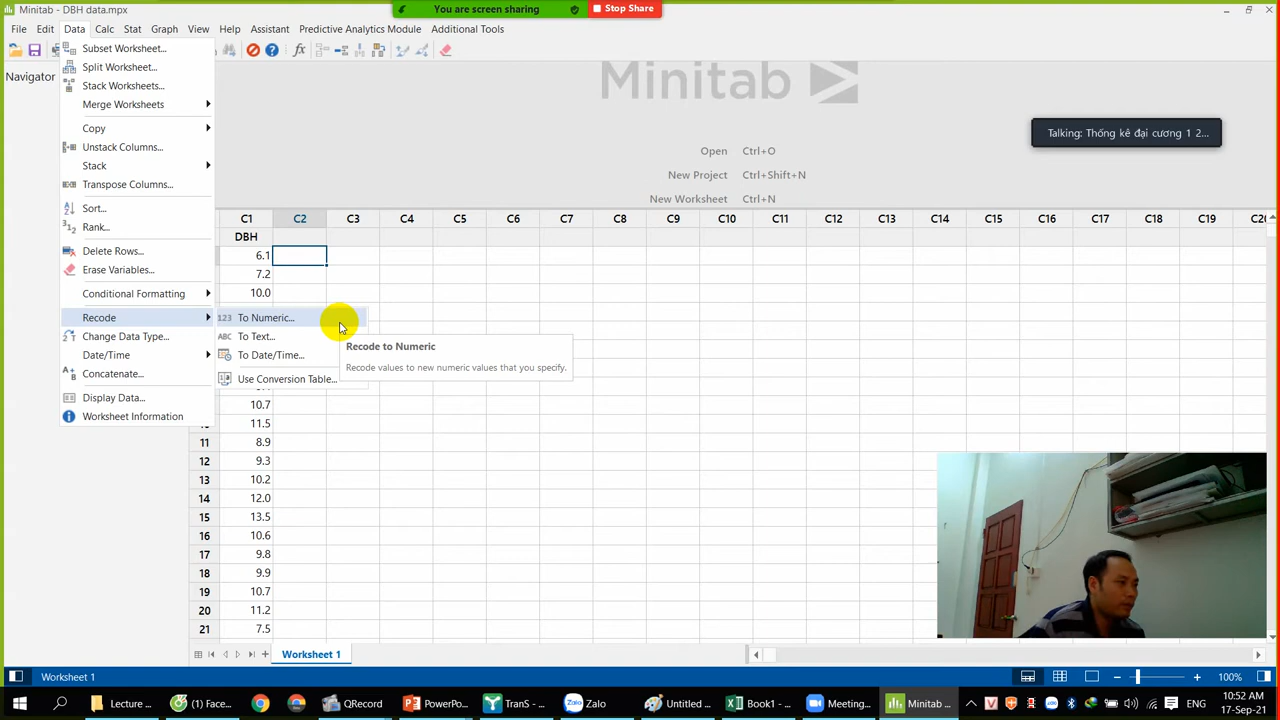 Minitab - DBH data.mpx
You are screen sharing
Stop Share
File Edit Data Calc Stat Graph View Help Assistant Predictive Analytics Module Additional Tools
Navigator
Subset Worksheet...
Split Worksheet...
Stack Worksheets...
Merge Worksheets
Copy
Unstack Columns...
Stack
Transpose Columns...
Sort...
Rank...
Delete Rows...
Erase Variables...
Conditional Formatting
Recode
Change Data Type...
Date/Time
Concatenate...
Display Data...
Worksheet Information
123 To Numeric...
ABC To Text...
To Date/Time...
Use Conversion Table...
Recode to Numeric
Recode values to new numeric values that you specify.
Minitab
Open Ctrl+O
New Project Ctrl+Shift+N
New Worksheet Ctrl+N
Talking: Thống kê đại cương 1 2...
C1 C2 C3 C4 C5 C6 C7 C8 C9 C10 C11 C12 C13 C14 C15 C16 C17 C18 C19
DBH
6.1
7.2
10.0
10.7
11.5
11 8.9
12 9.3
13 10.2
14 12.0
15 13.5
16 10.6
17 9.8
18 9.9
19 10.7
20 11.2
21 7.5
Worksheet 1
Worksheet 1
100%
Lecture ...
(1) Face...
QRecord
PowerPo...
TranS - ...
Zalo
Untitled ...
Book1 - ...
Meeting...
Minitab ...
ENG
10:52 AM
17-Sep-21